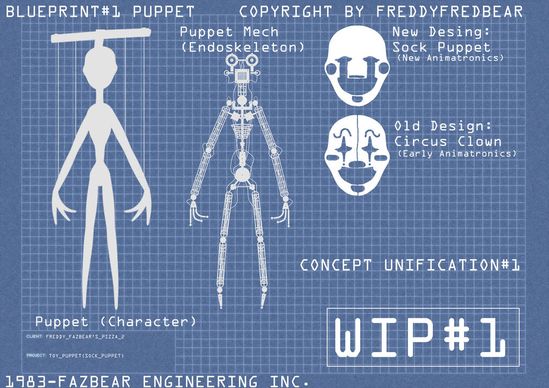 BLUEPRINT#1 PUPPET
COPYRIGHT BY FREDDYFREDBEAR
Puppet Mech
(Endoskeleton)
New Desing:
Sock Puppet
(New Animatronics)
Old Design:
Circus Clown
(Early Animatronics)
CONCEPT UNIFICATION#1
Puppet (Character)
CLIENT: FREDDY_FAZBEAR'S_PIZZA_2
PROJECT: TOY_PUPPET(SOCK_PUPPET)
WIP#1
1983-FAZBEAR ENGINEERING INC.